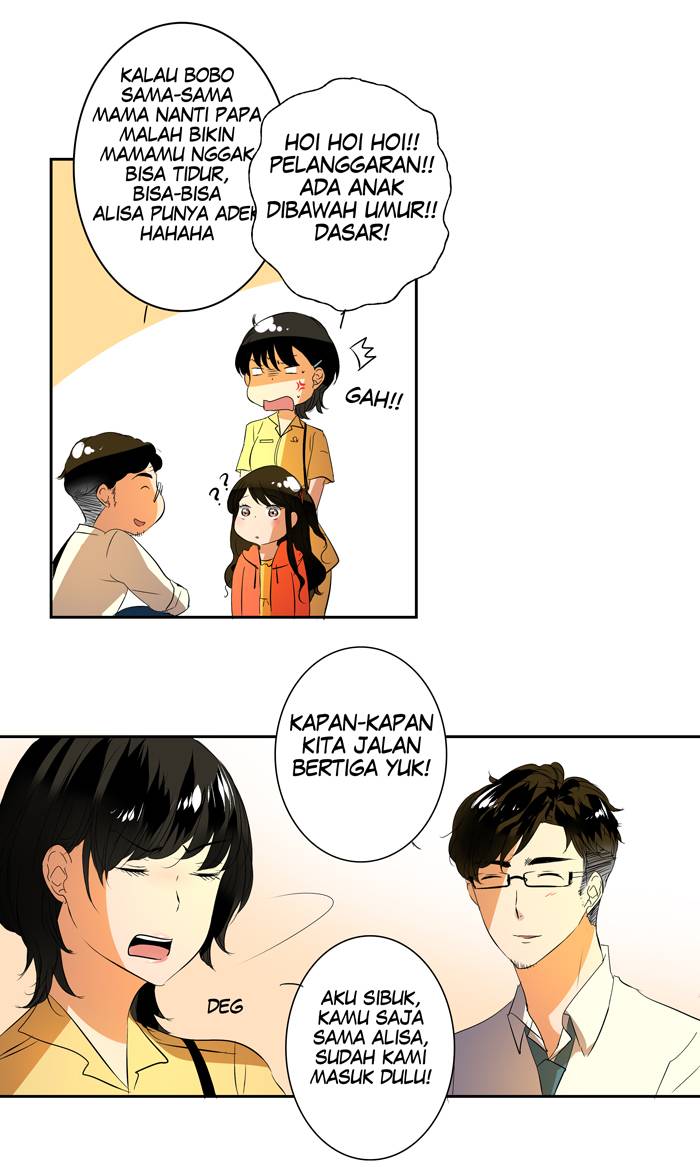 KALAU BOBO
SAMA-SAMA
MAMA NANTI PAPA
MALAH BIKIN
MAMAMU NGGAK
BISA TIDUR,
BISA-BISA
ALISA PUNYA ADEK
HAHAHA
HOI HOI HOI!!
PELANGGARAN!!
ADA ANAK
DIBAWAH UMUR!!
DASAR!
GAH!!
??
KAPAN-KAPAN
KITA JALAN
BERTIGA YUK!
DEG
AKU SIBUK,
KAMU SAJA
SAMA ALISA,
SUDAH KAMI
MASUK DULU!